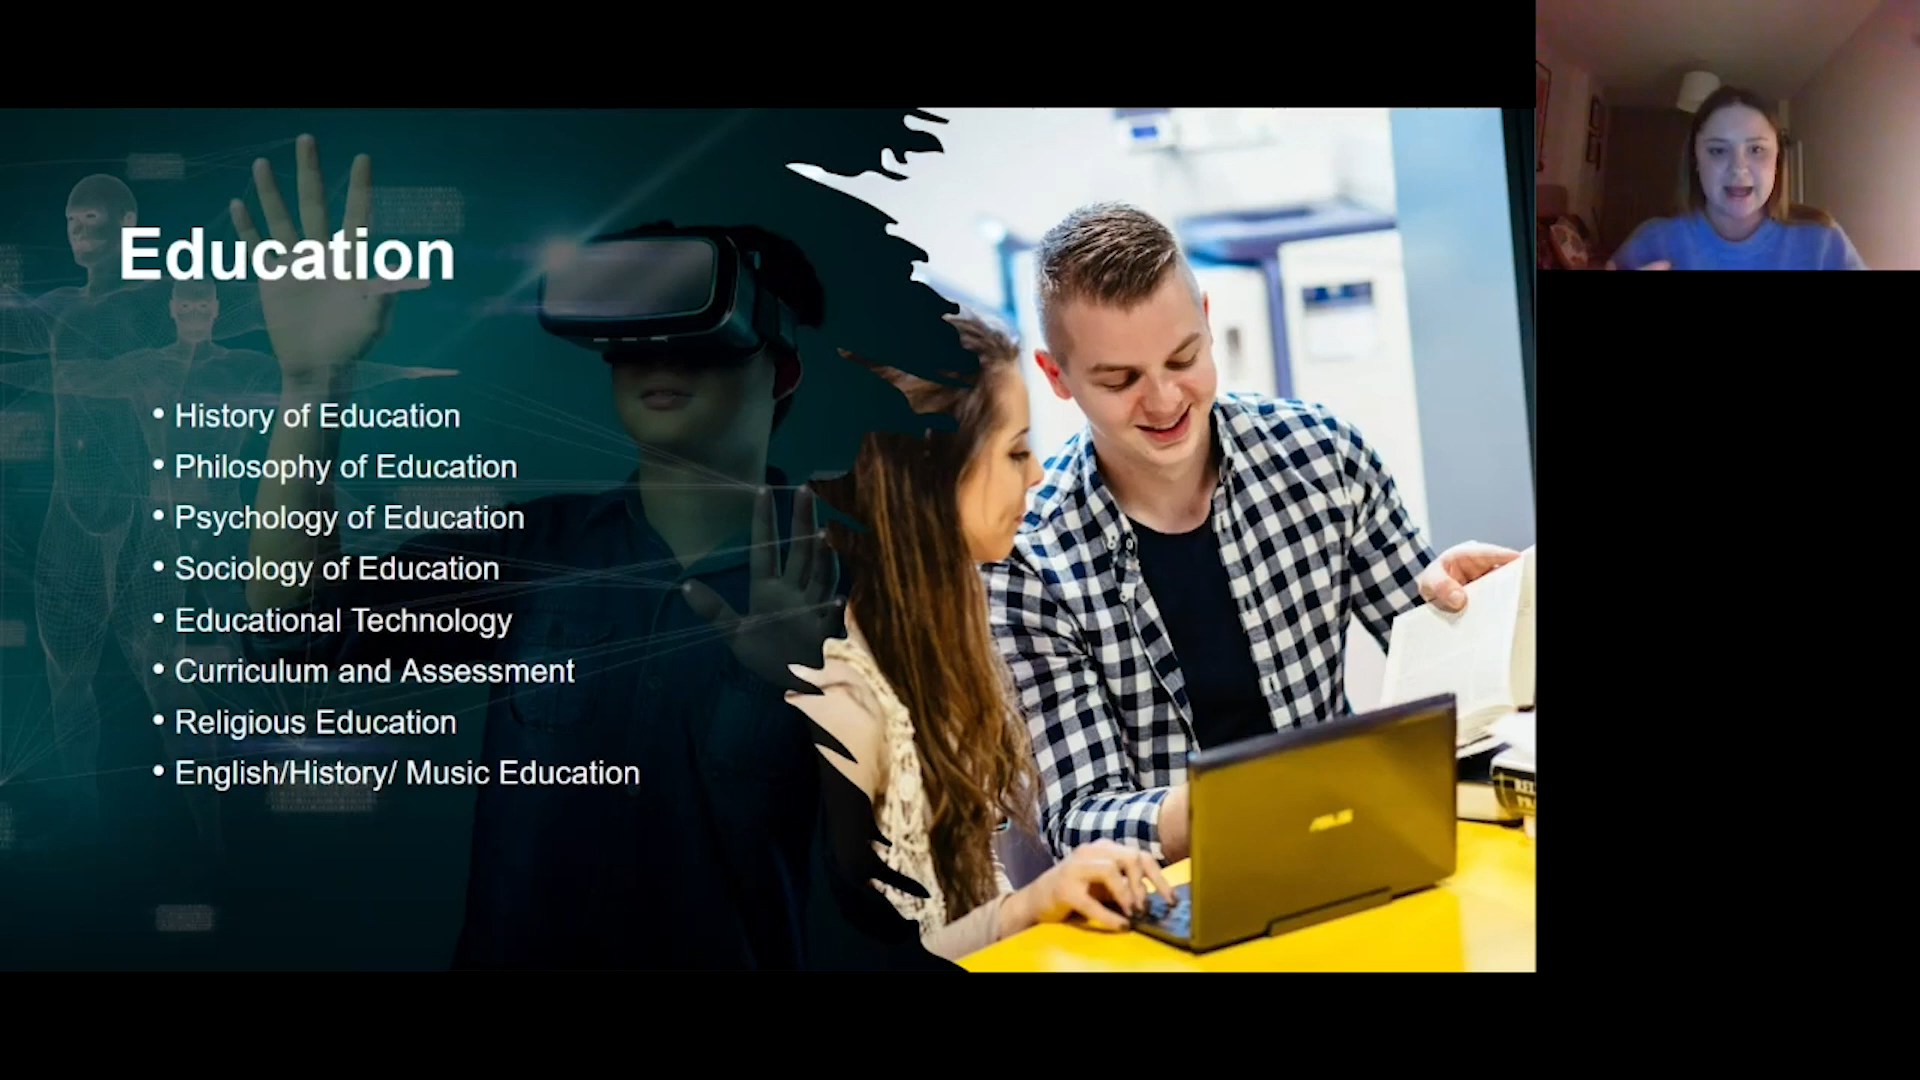 Education
• History of Education
• Philosophy of Education
• Psychology of Education
• Sociology of Education
• Educational Technology
• Curriculum and Assessment
• Religious Education
• English/History/ Music Education
ASUS